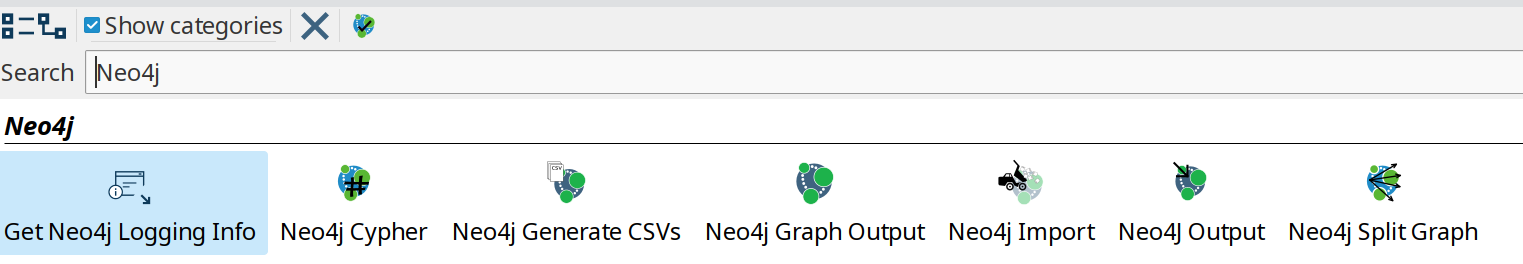 Show categories
Search Neo4j
Neo4j
CSV
Get Neo4j Logging Info Neo4j Cypher Neo4j Generate CSVs Neo4j Graph Output Neo4j Import Neo4J Output Neo4j Split Graph